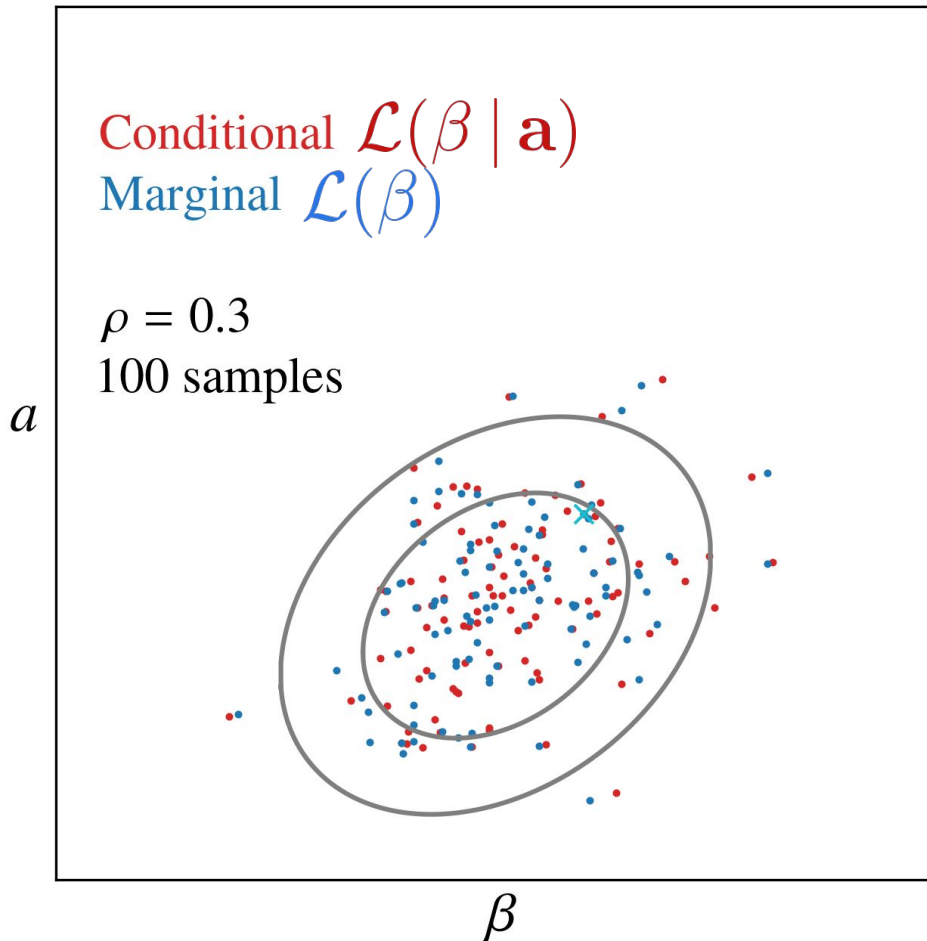 Conditional ℒ(β | a)
Marginal ℒ(β)
ρ = 0.3
100 samples
a
β